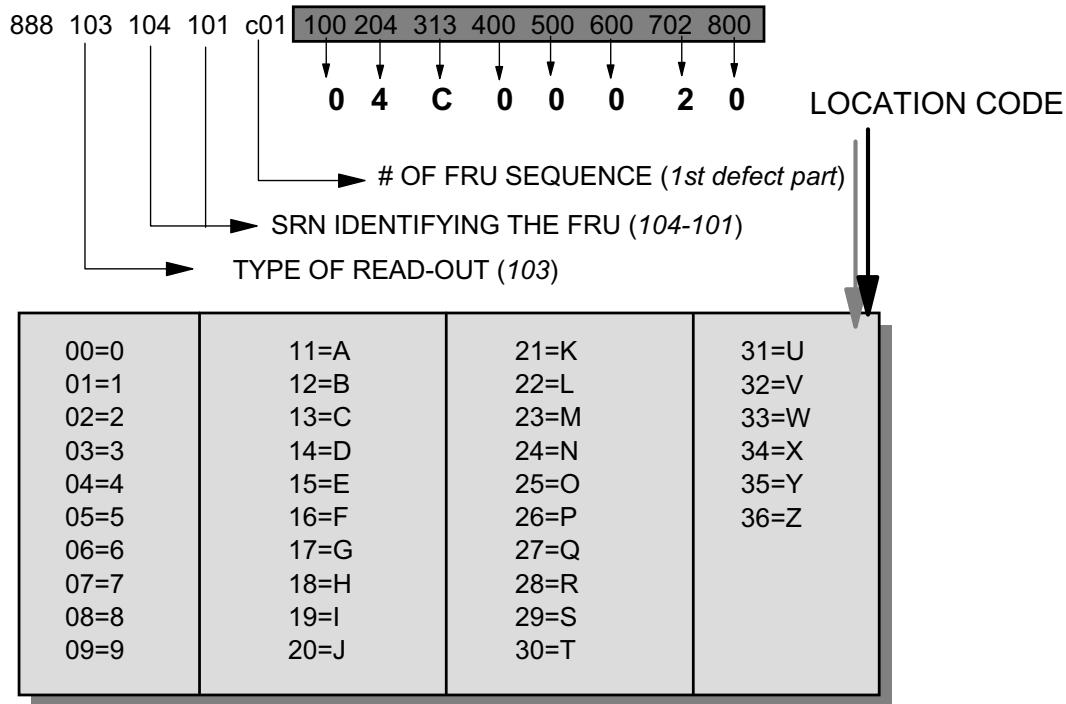 888 103 104 101 c01 100 204 313 400 500 600 702 800
0 4 C 0 0 0 2 0
LOCATION CODE
# OF FRU SEQUENCE (1st defect part)
SRN IDENTIFYING THE FRU (104-101)
TYPE OF READ-OUT (103)
00=0 11=A 21=K 31=U
01=1 12=B 22=L 32=V
02=2 13=C 23=M 33=W
03=3 14=D 24=N 34=X
04=4 15=E 25=O 35=Y
05=5 16=F 26=P 36=Z
06=6 17=G 27=Q
07=7 18=H 28=R
08=8 19=I 29=S
09=9 20=J 30=T